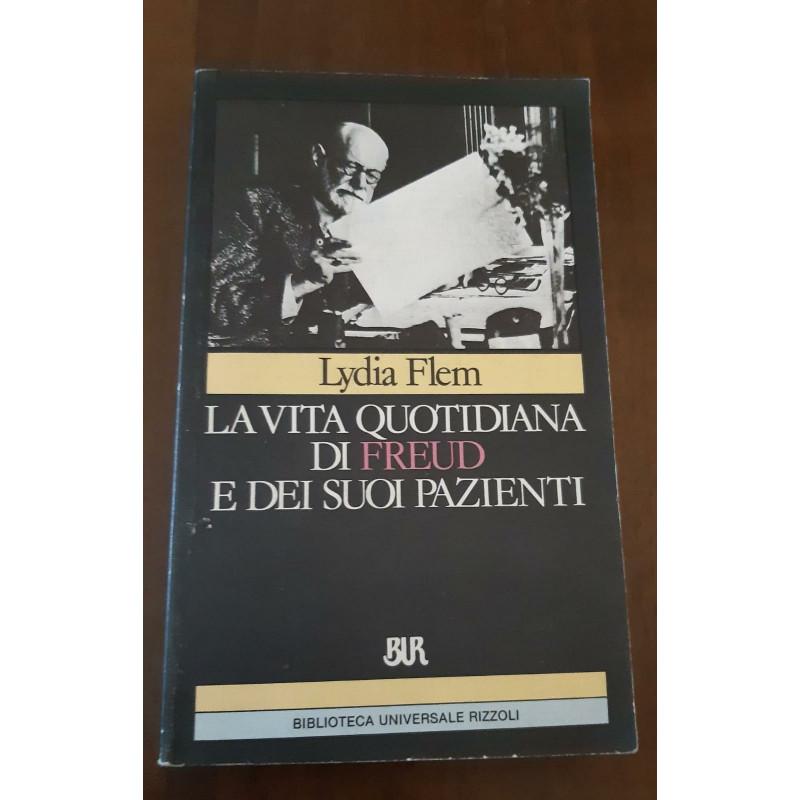 Lydia Flem
LA VITA QUOTIDIANA
DI FREUD
E DEI SUOI PAZIENTI
BUR
BIBLIOTECA UNIVERSALE RIZZOLI